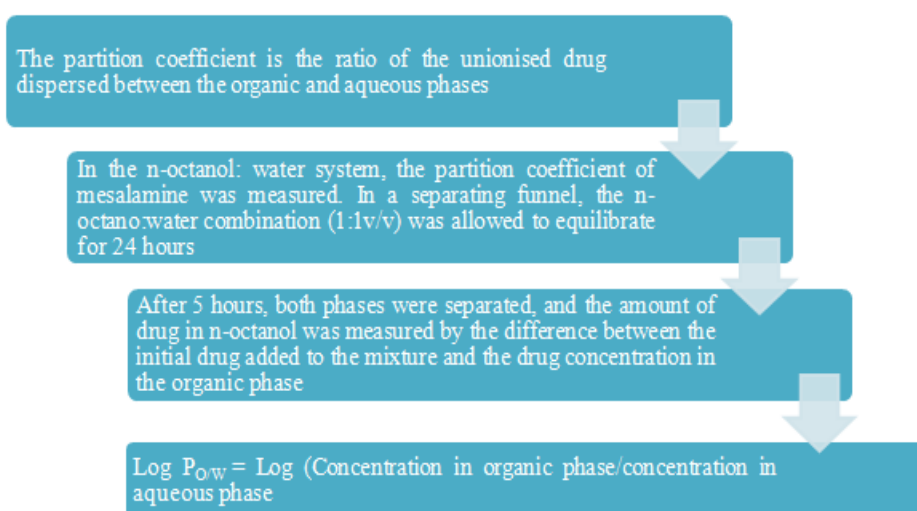 The partition coefficient is the ratio of the unionised drug
dispersed between the organic and aqueous phases
In the n-octanol: water system, the partition coefficient of
mesalamine was measured. In a separating funnel, the n-
octano:water combination (1:1v/v) was allowed to equilibrate
for 24 hours
After 5 hours, both phases were separated, and the amount of
drug in n-octanol was measured by the difference between the
initial drug added to the mixture and the drug concentration in
the organic phase
Log P_O/W = Log (Concentration in organic phase/concentration in
aqueous phase